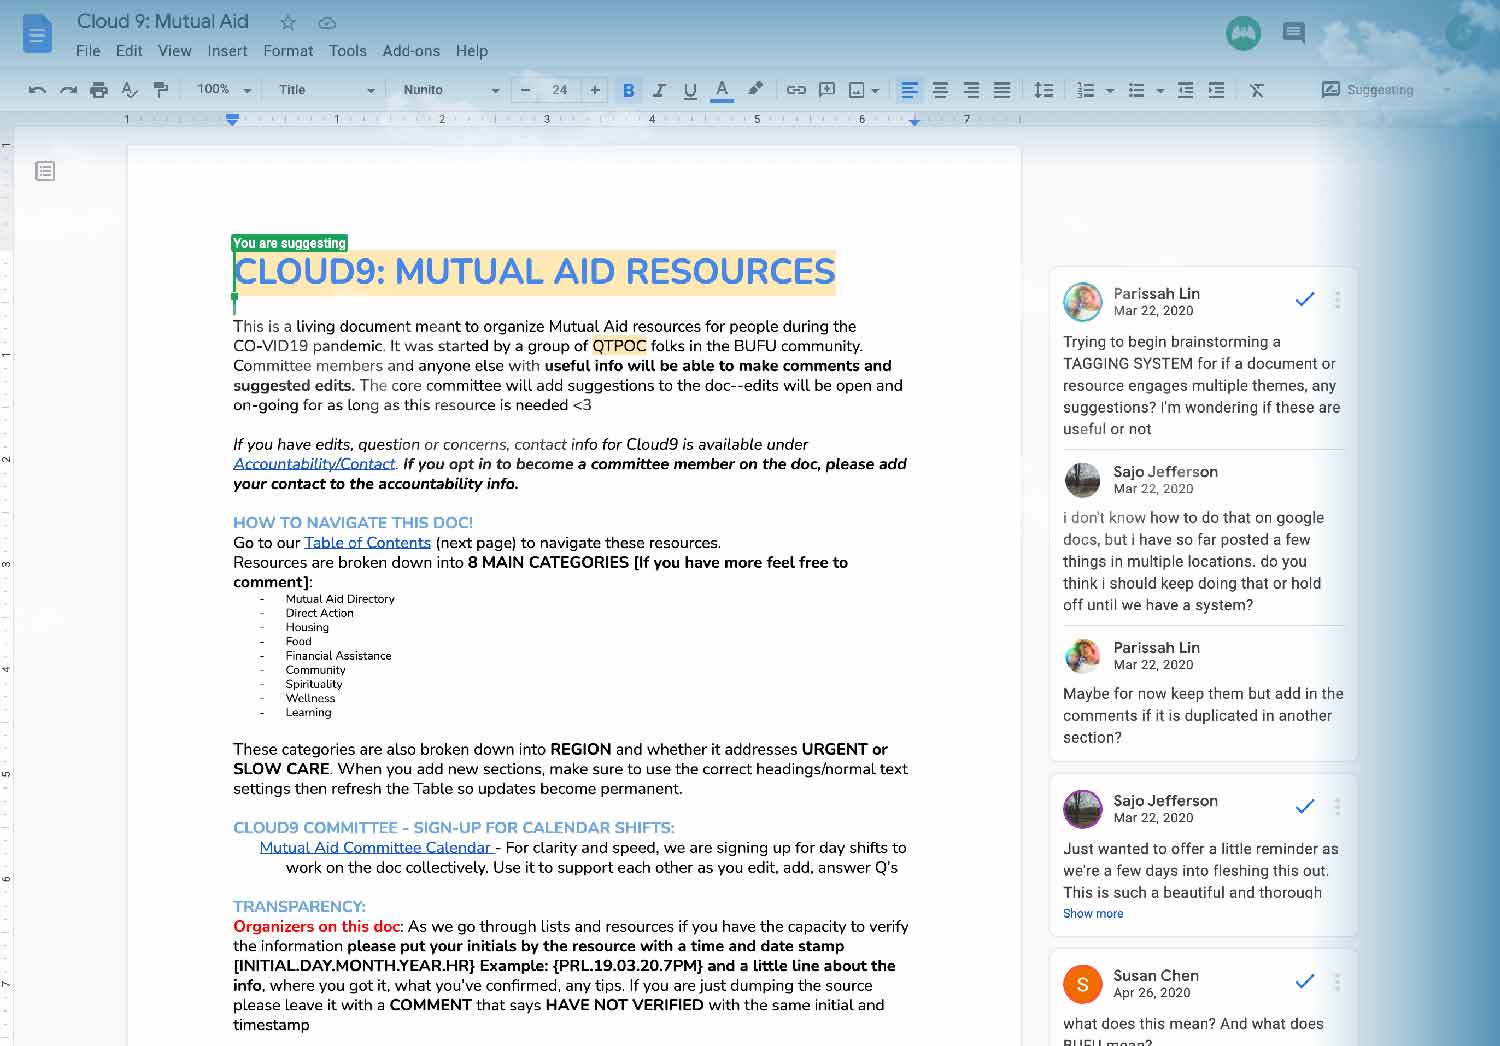 Cloud 9: Mutual Aid
File Edit View Insert Format Tools Add-ons Help
100% Title Nunito 24 B I U A Suggesting
1 1 2 3 4 5 6 7
You are suggesting
CLOUD9: MUTUAL AID RESOURCES
This is a living document meant to organize Mutual Aid resources for people during the
CO-VID19 pandemic. It was started by a group of QTPOC folks in the BUFU community.
Committee members and anyone else with useful info will be able to make comments and
suggested edits. The core committee will add suggestions to the doc--edits will be open and
on-going for as long as this resource is needed <3
If you have edits, question or concerns, contact info for Cloud9 is available under
Accountability/Contact. If you opt in to become a committee member on the doc, please add
your contact to the accountability info.
HOW TO NAVIGATE THIS DOC!
Go to our Table of Contents (next page) to navigate these resources.
Resources are broken down into 8 MAIN CATEGORIES [If you have more feel free to
comment]:
- Mutual Aid Directory
- Direct Action
- Housing
- Food
- Financial Assistance
- Community
- Spirituality
- Wellness
- Learning
These categories are also broken down into REGION and whether it addresses URGENT or
SLOW CARE. When you add new sections, make sure to use the correct headings/normal text
settings then refresh the Table so updates become permanent.
CLOUD9 COMMITTEE - SIGN-UP FOR CALENDAR SHIFTS:
Mutual Aid Committee Calendar - For clarity and speed, we are signing up for day shifts to
work on the doc collectively. Use it to support each other as you edit, add, answer Q's
TRANSPARENCY:
Organizers on this doc: As we go through lists and resources if you have the capacity to verify
the information please put your initials by the resource with a time and date stamp
[INITIAL.DAY.MONTH.YEAR.HR} Example: {PRL.19.03.20.7PM} and a little line about the
info, where you got it, what you've confirmed, any tips. If you are just dumping the source
please leave it with a COMMENT that says HAVE NOT VERIFIED with the same initial and
timestamp
Parissah Lin
Mar 22, 2020
Trying to begin brainstorming a
TAGGING SYSTEM for if a document or
resource engages multiple themes, any
suggestions? I'm wondering if these are
useful or not
Sajo Jefferson
Mar 22, 2020
i don't know how to do that on google
docs, but i have so far posted a few
things in multiple locations. do you
think i should keep doing that or hold
off until we have a system?
Parissah Lin
Mar 22, 2020
Maybe for now keep them but add in the
comments if it is duplicated in another
section?
Sajo Jefferson
Mar 22, 2020
Just wanted to offer a little reminder as
we're a few days into fleshing this out.
This is such a beautiful and thorough
Show more
S
Susan Chen
Apr 26, 2020
what does this mean? And what does
BUFU mean?
1
1
2
3
4
5
6
7